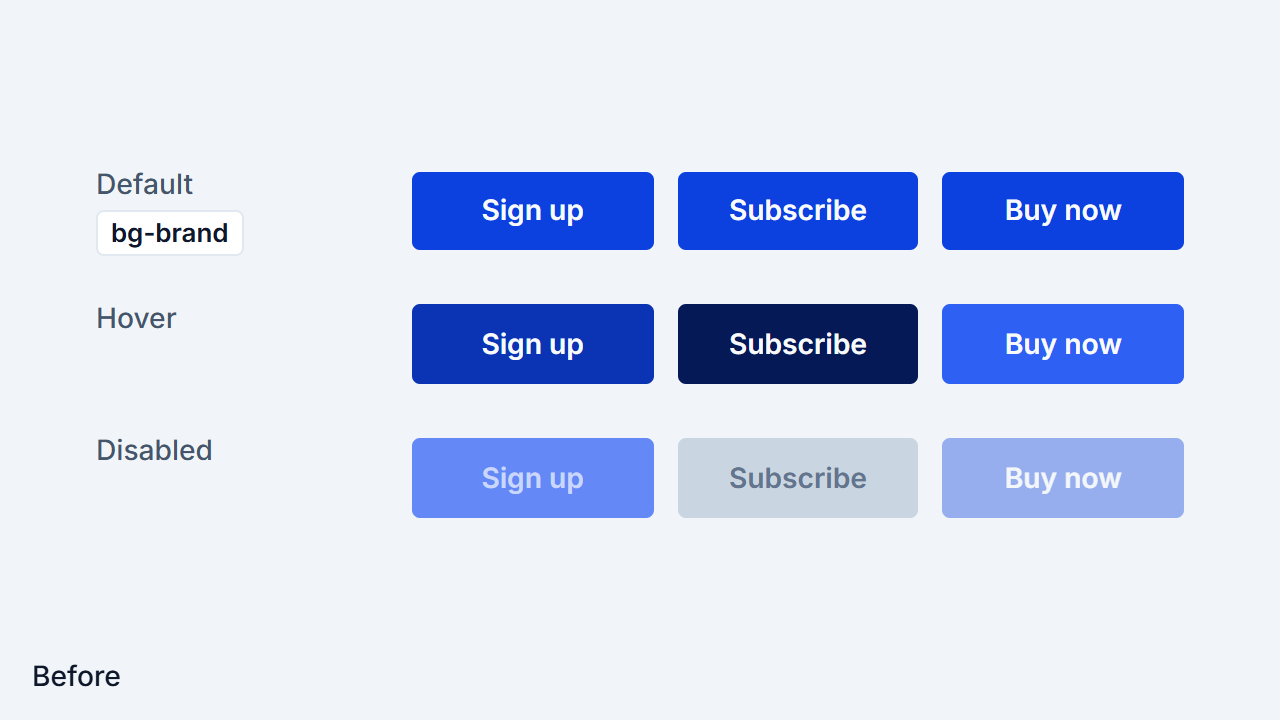 Default
bg-brand
Sign up
Subscribe
Buy now
Hover
Sign up
Subscribe
Buy now
Disabled
Sign up
Subscribe
Buy now
Before